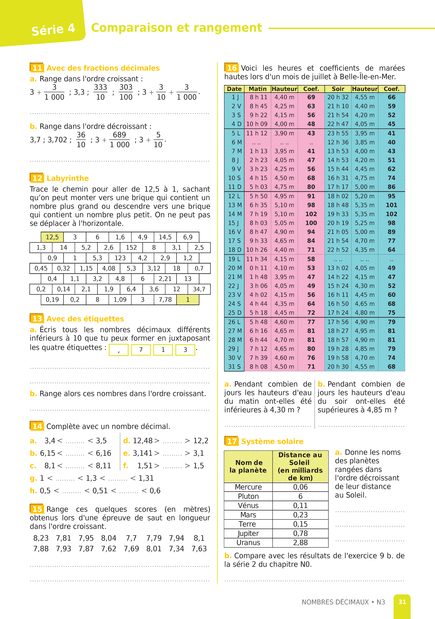 Série 4 Comparaison et rangement
11 Avec des fractions décimales
a. Range dans l'ordre croissant :
3 + 3/1 000 ; 3,3 ; 333/10 ; 303/100 ; 3 + 3/10 + 3/1 000.
b. Range dans l'ordre décroissant :
3,7 ; 3,702 ; 36/10 ; 3 + 689/1 000 ; 3 + 5/10.
12 Labyrinthe
Trace le chemin pour aller de 12,5 à 1, sachant
qu'on peut monter vers une brique qui contient un
nombre plus grand ou descendre vers une brique
qui contient un nombre plus petit. On ne peut pas
se déplacer à l'horizontale.
12,5 3 6 1,6 4,9 14,5 6,9
1,3 14 5,2 2,6 152 8 3,1 2,5
0,9 1 5,3 123 4,2 2,9 1,2
0,45 0,32 1,15 4,08 5,3 3,12 18 0,7
0,4 1,1 3,2 4,8 6 2,21 13
0,2 0,14 2,1 1,9 6,4 3,6 12 34,7
0,19 0,2 8 1,09 3 7,78 1
13 Avec des étiquettes
a. Écris tous les nombres décimaux différents
inférieurs à 10 que tu peux former en juxtaposant
les quatre étiquettes : , 7 1 3 .
b. Range alors ces nombres dans l'ordre croissant.
14 Complète avec un nombre décimal.
a. 3,4 < ......... < 3,5 d. 12,48 > ......... > 12,2
b. 6,15 < ......... < 6,16 e. 3,141 > ......... > 3,1
c. 8,1 < ......... < 8,11 f. 1,51 > ......... > 1,5
g. 1 < ......... < 1,3 < ......... < 1,31
h. 0,5 < ......... < 0,51 < ......... < 0,6
15 Range ces quelques scores (en mètres)
obtenus lors d'une épreuve de saut en longueur
dans l'ordre croissant.
8,23 7,81 7,95 8,04 7,7 7,79 7,94 8,1
7,88 7,93 7,87 7,62 7,69 8,01 7,34 7,63
16 Voici les heures et coefficients de marées
hautes lors d'un mois de juillet à Belle-Île-en-Mer.
Date Matin Hauteur Coef. Soir Hauteur Coef.
1 J 8 h 11 4,40 m 69 20 h 32 4,55 m 66
2 V 8 h 45 4,25 m 63 21 h 10 4,40 m 59
3 S 9 h 22 4,15 m 56 21 h 54 4,20 m 52
4 D 10 h 09 4,00 m 48 22 h 47 4,05 m 45
5 L 11 h 12 3,90 m 43 23 h 55 3,95 m 41
6 M .. .. .. 12 h 36 3,85 m 40
7 M 1 h 13 3,95 m 41 13 h 53 4,00 m 43
8 J 2 h 23 4,05 m 47 14 h 53 4,20 m 51
9 V 3 h 23 4,25 m 56 15 h 44 4,45 m 62
10 S 4 h 15 4,50 m 68 16 h 31 4,75 m 74
11 D 5 h 03 4,75 m 80 17 h 17 5,00 m 86
12 L 5 h 50 4,95 m 91 18 h 02 5,20 m 95
13 M 6 h 35 5,10 m 98 18 h 48 5,35 m 101
14 M 7 h 19 5,10 m 102 19 h 33 5,35 m 102
15 J 8 h 03 5,05 m 100 20 h 19 5,25 m 98
16 V 8 h 47 4,90 m 94 21 h 05 5,00 m 89
17 S 9 h 33 4,65 m 84 21 h 54 4,70 m 77
18 D 10 h 26 4,40 m 71 22 h 52 4,35 m 64
19 L 11 h 34 4,15 m 58 .. .. ..
20 M 0 h 11 4,10 m 53 13 h 02 4,05 m 49
21 M 1 h 48 3,95 m 47 14 h 22 4,15 m 47
22 J 3 h 06 4,05 m 49 15 h 24 4,30 m 52
23 V 4 h 02 4,15 m 56 16 h 11 4,45 m 60
24 S 4 h 44 4,35 m 64 16 h 50 4,65 m 68
25 D 5 h 18 4,45 m 72 17 h 24 4,80 m 75
26 L 5 h 48 4,60 m 77 17 h 56 4,90 m 79
27 M 6 h 16 4,65 m 81 18 h 27 4,95 m 81
28 M 6 h 44 4,70 m 81 18 h 57 4,90 m 81
29 J 7 h 12 4,65 m 80 19 h 28 4,85 m 79
30 V 7 h 39 4,60 m 76 19 h 58 4,70 m 74
31 S 8 h 08 4,50 m 71 20 h 30 4,55 m 68
a. Pendant combien de
jours les hauteurs d'eau
du matin ont-elles été
inférieures à 4,30 m ?
b. Pendant combien de
jours les hauteurs d'eau
du soir ont-elles été
supérieures à 4,85 m ?
17 Système solaire
Nom de la planète Distance au Soleil (en milliards de km)
Mercure 0,06
Pluton 6
Vénus 0,11
Mars 0,23
Terre 0,15
Jupiter 0,78
Uranus 2,88
a. Donne les noms
des planètes
rangées dans
l'ordre décroissant
de leur distance
au Soleil.
b. Compare avec les résultats de l'exercice 9 b. de
la série 2 du chapitre N0.
NOMBRES DÉCIMAUX • N3 31